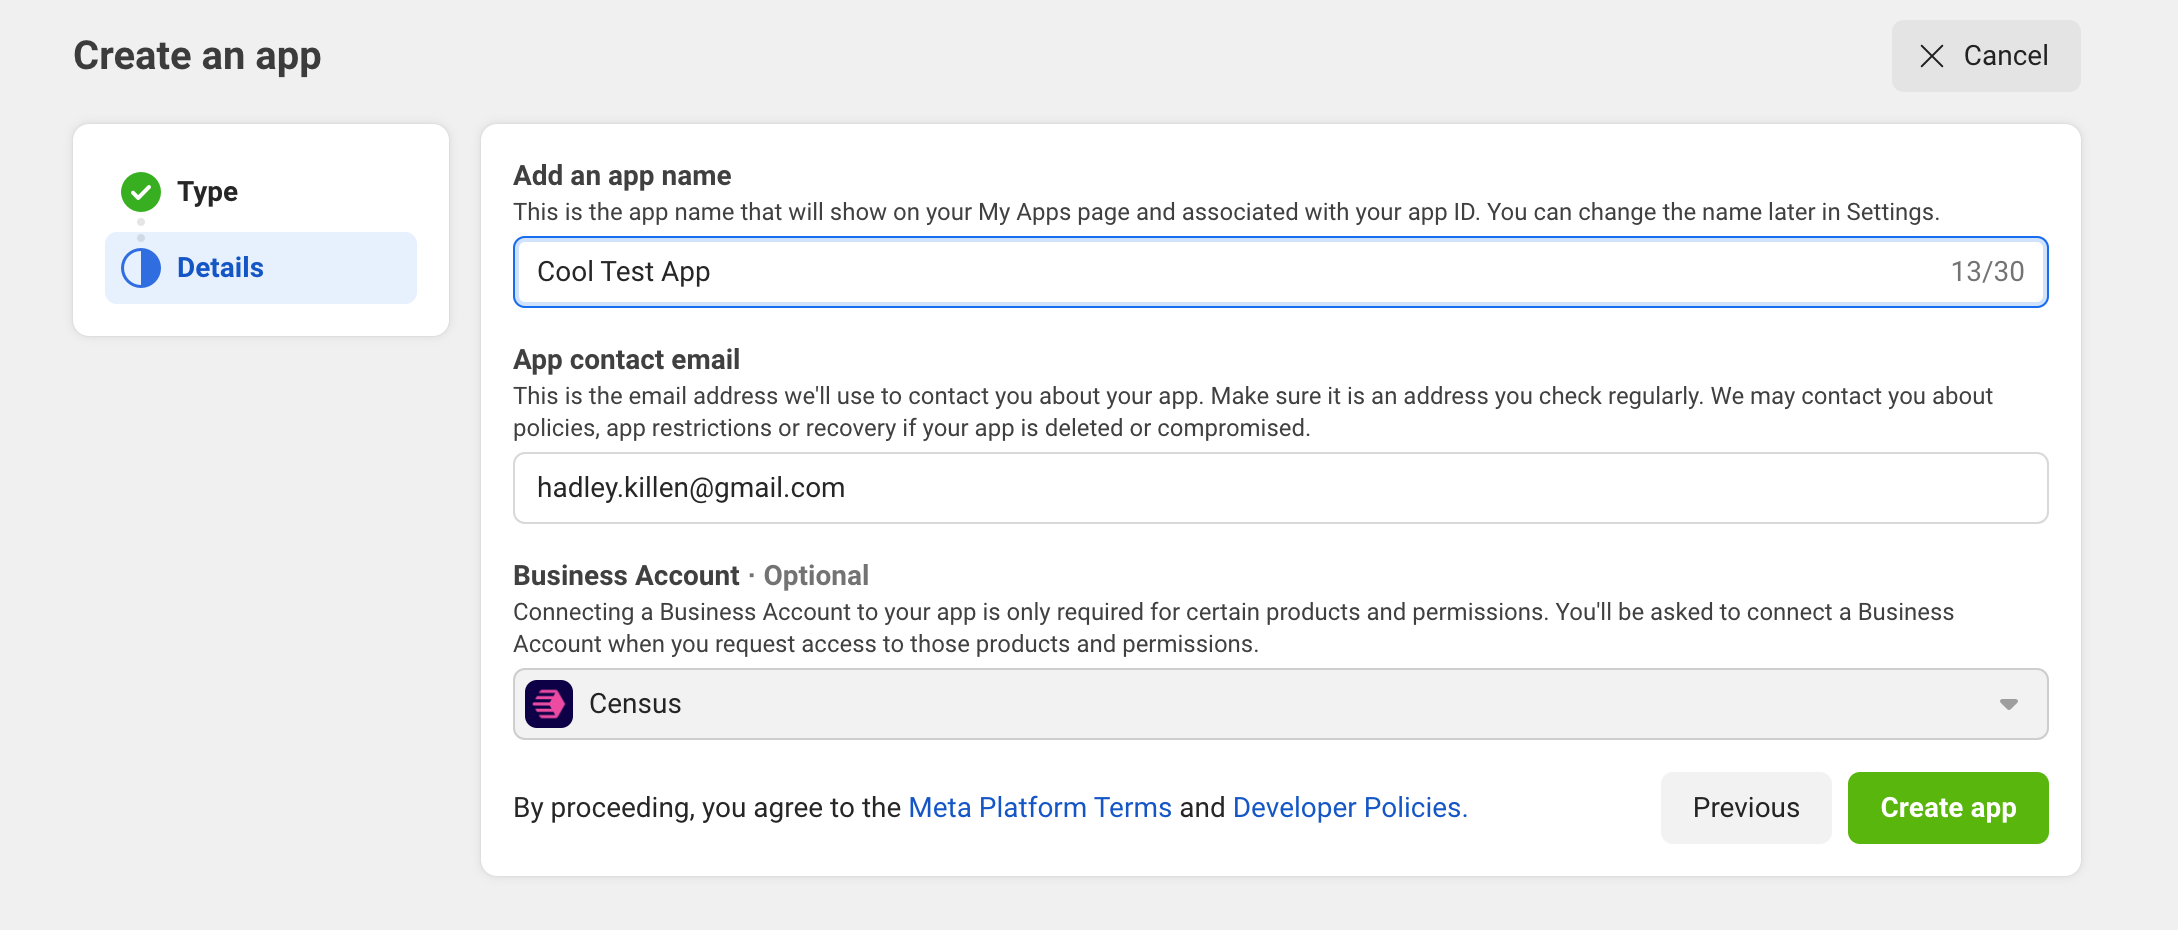 Create an app
Cancel
Type
Details
Add an app name
This is the app name that will show on your My Apps page and associated with your app ID. You can change the name later in Settings.
Cool Test App
13/30
App contact email
This is the email address we'll use to contact you about your app. Make sure it is an address you check regularly. We may contact you about
policies, app restrictions or recovery if your app is deleted or compromised.
hadley.killen@gmail.com
Business Account · Optional
Connecting a Business Account to your app is only required for certain products and permissions. You'll be asked to connect a Business
Account when you request access to those products and permissions.
Census
By proceeding, you agree to the Meta Platform Terms and Developer Policies.
Previous
Create app